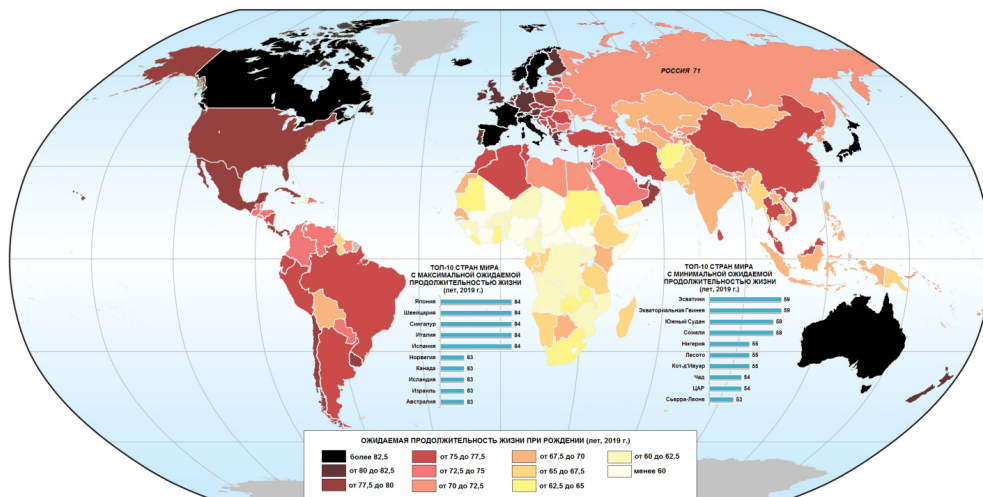 РОССИЯ 71
ТОП-10 СТРАН МИРА
С МАКСИМАЛЬНОЙ ОЖИДАЕМОЙ
ПРОДОЛЖИТЕЛЬНОСТЬЮ ЖИЗНИ
(лет, 2019 г.)
Япония 84
Швейцария 84
Сингапур 84
Италия 84
Испания 84
Норвегия 83
Канада 83
Исландия 83
Израиль 83
Австралия 83
ТОП-10 СТРАН МИРА
С МИНИМАЛЬНОЙ ОЖИДАЕМОЙ
ПРОДОЛЖИТЕЛЬНОСТЬЮ ЖИЗНИ
(лет, 2019 г.)
Эсватини 59
Экваториальная Гвинея 59
Южный Судан 58
Сомали 58
Нигерия 55
Лесото 55
Кот-д'Ивуар 55
Чад 54
ЦАР 54
Сьерра-Леоне 53
ОЖИДАЕМАЯ ПРОДОЛЖИТЕЛЬНОСТЬ ЖИЗНИ ПРИ РОЖДЕНИИ (лет, 2019 г.)
более 82,5
от 80 до 82,5
от 77,5 до 80
от 75 до 77,5
от 72,5 до 75
от 70 до 72,5
от 67,5 до 70
от 65 до 67,5
от 62,5 до 65
от 60 до 62,5
менее 60